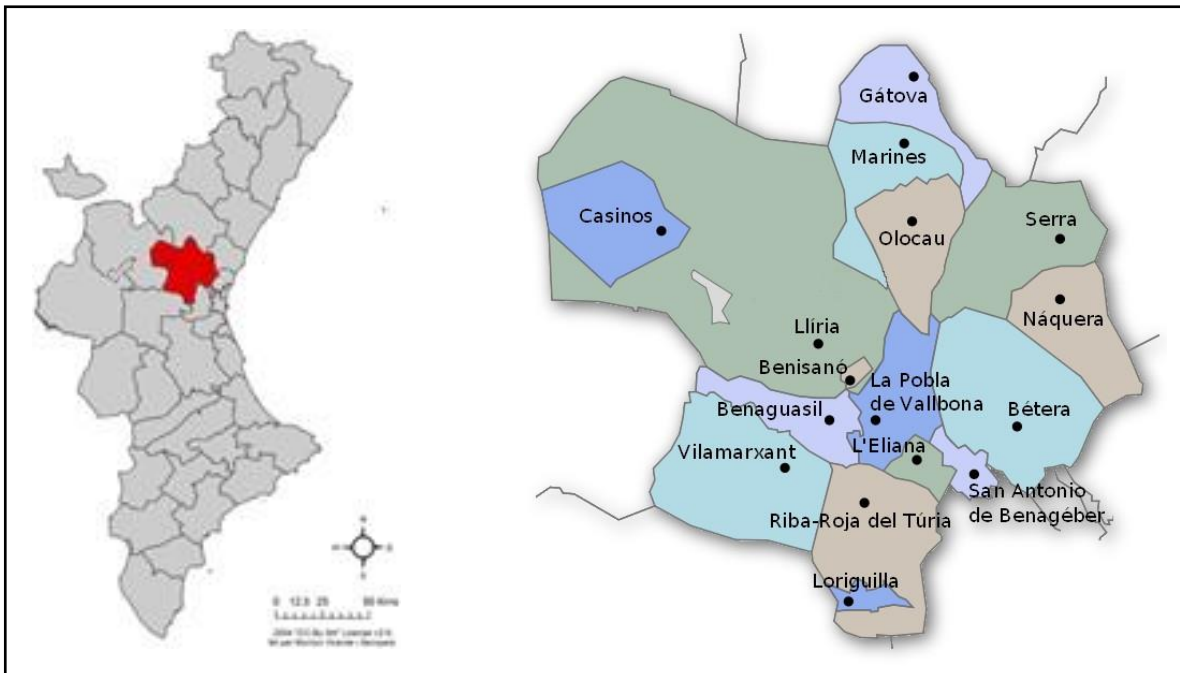 0 12,5 25 50 Kms
Gátova
Marines
Casinos
Olocau
Serra
Náquera
Llíria
Benisanó
La Pobla
de Vallbona
Benaguasil
Bétera
L'Eliana
Vilamarxant
San Antonio
de Benagéber
Riba-Roja del Túria
Loriguilla